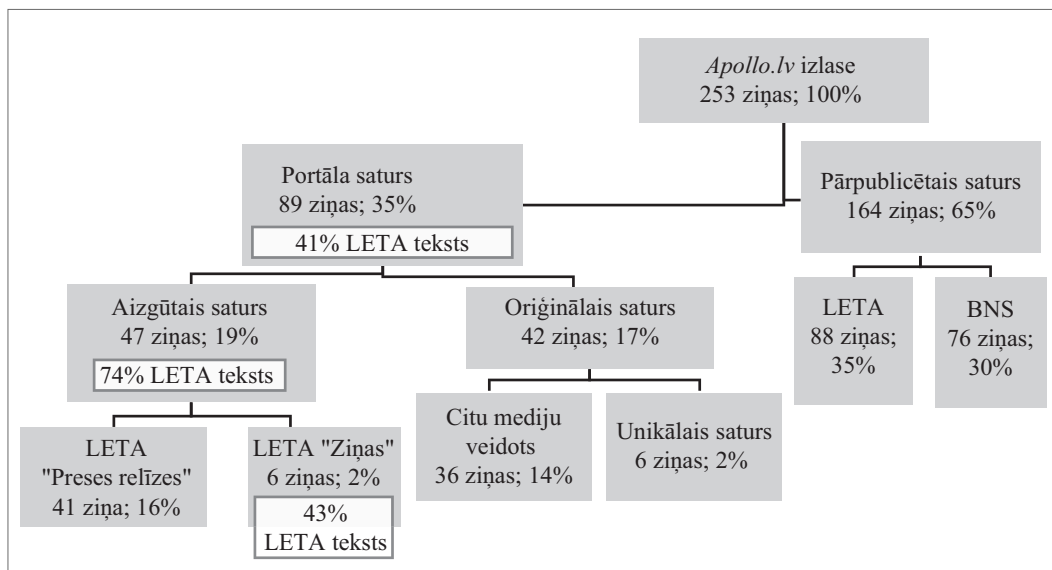 Apollo.lv izlase
253 ziņas; 100%
Portāla saturs
89 ziņas; 35%
41% LETA teksts
Pārpublicētais saturs
164 ziņas; 65%
Aizgūtais saturs
47 ziņas; 19%
74% LETA teksts
Oriģinālais saturs
42 ziņas; 17%
LETA
88 ziņas;
35%
BNS
76 ziņas;
30%
LETA
"Preses relīzes"
41 ziņa; 16%
LETA "Ziņas"
6 ziņas; 2%
43%
LETA teksts
Citu mediju
veidots
36 ziņas; 14%
Unikālais saturs
6 ziņas; 2%